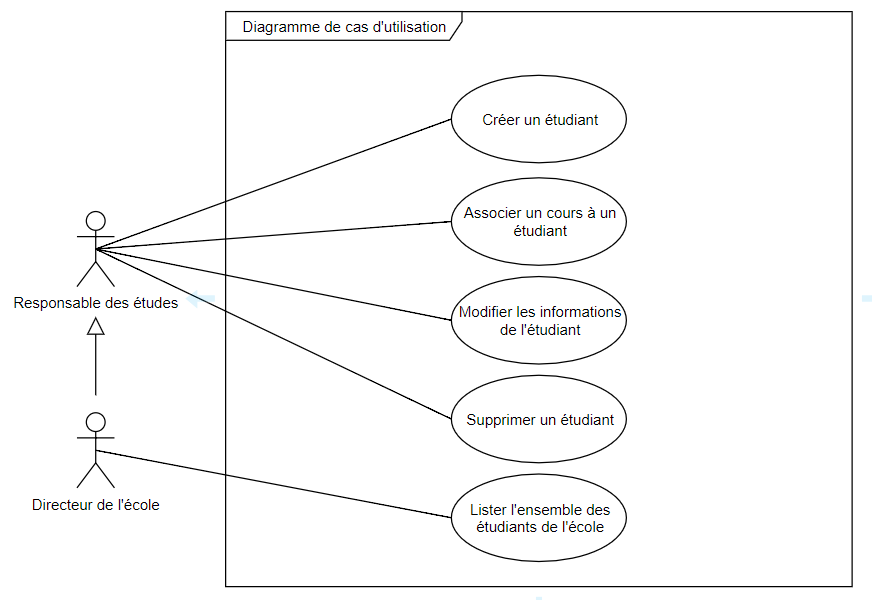 Diagramme de cas d'utilisation
Créer un étudiant
Associer un cours à un
étudiant
Responsable des études
Modifier les informations
de l'étudiant
Supprimer un étudiant
Directeur de l'école
Lister l'ensemble des
étudiants de l'école